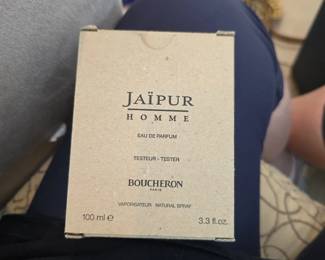 JAÏPUR
HOMME
EAU DE PARFUM
TESTEUR - TESTER
BOUCHERON
PARIS
VAPORISATEUR NATURAL SPRAY
100 ml e 3.3 fl.oz.